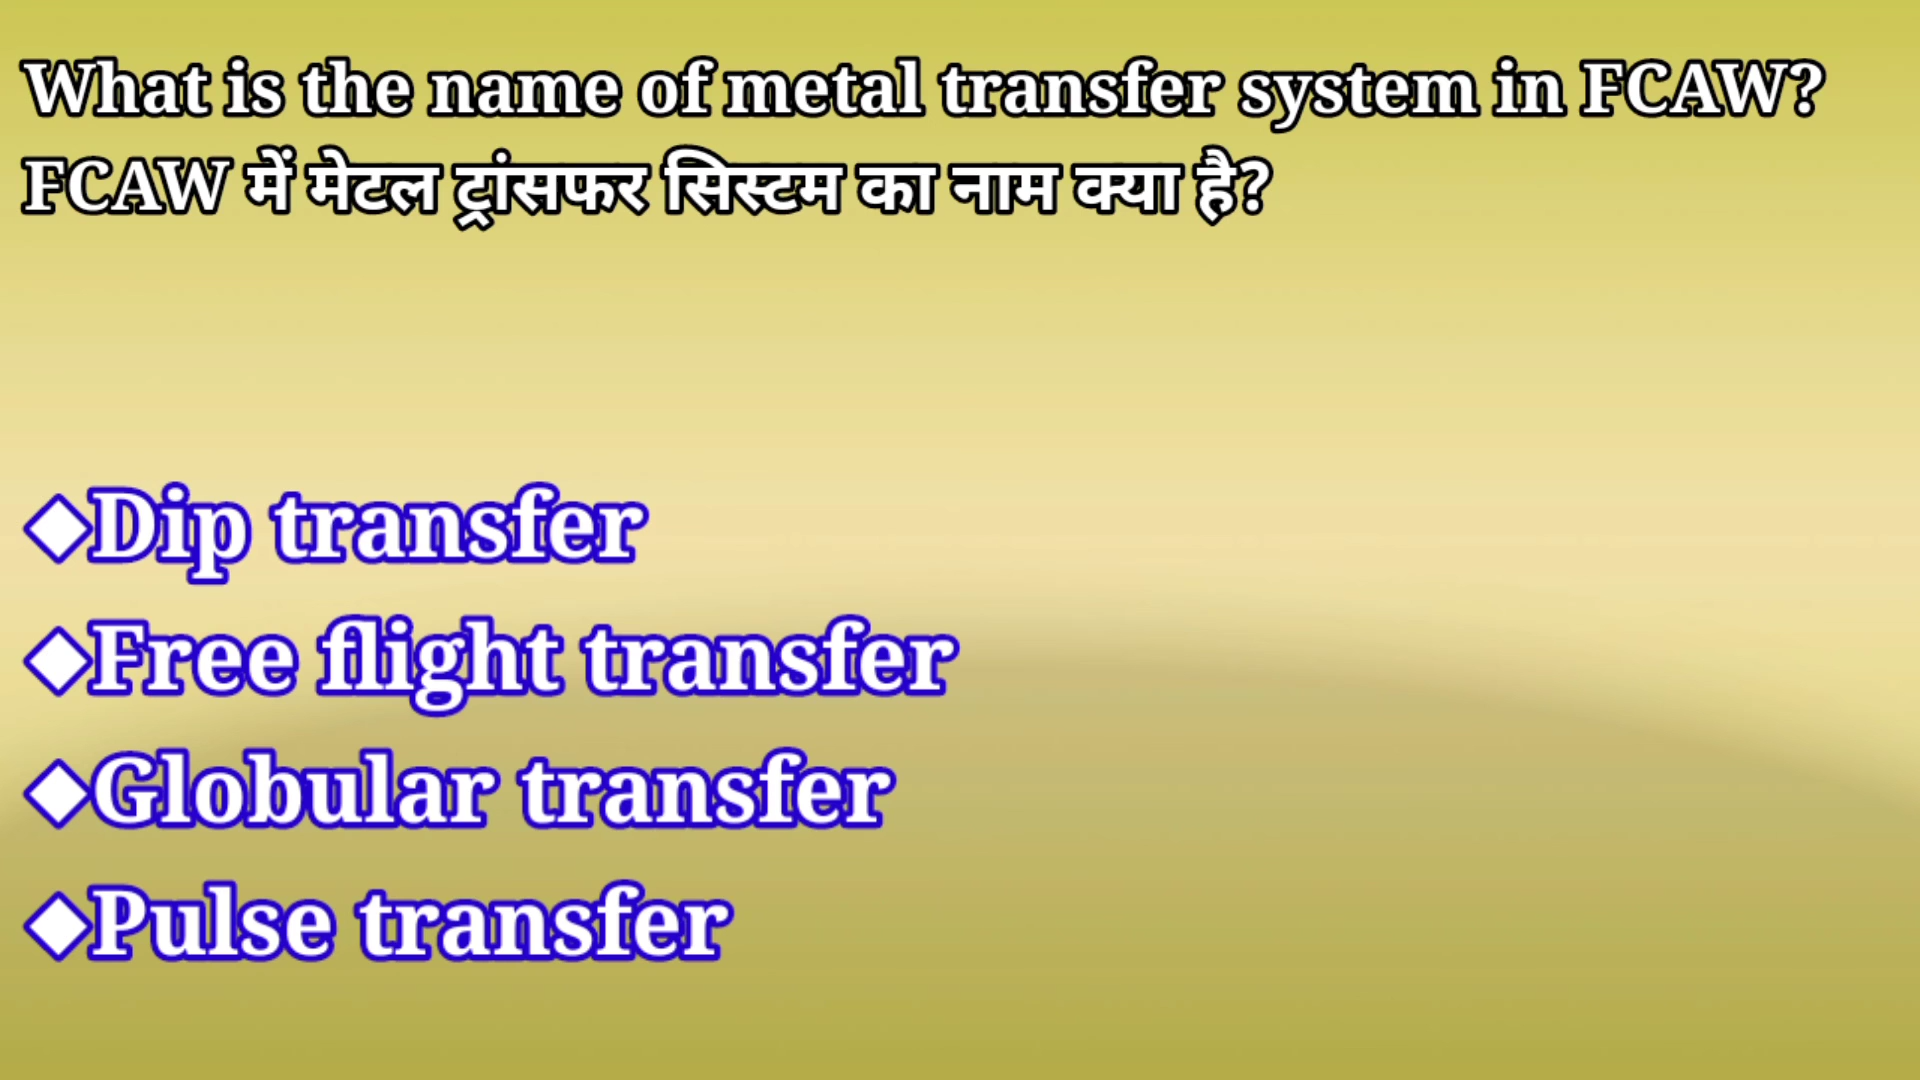 What is the name of metal transfer system in FCAW?
FCAW में मेटल ट्रांसफर सिस्टम का नाम क्या है?
◆Dip transfer
◆Free flight transfer
◆Globular transfer
◆Pulse transfer